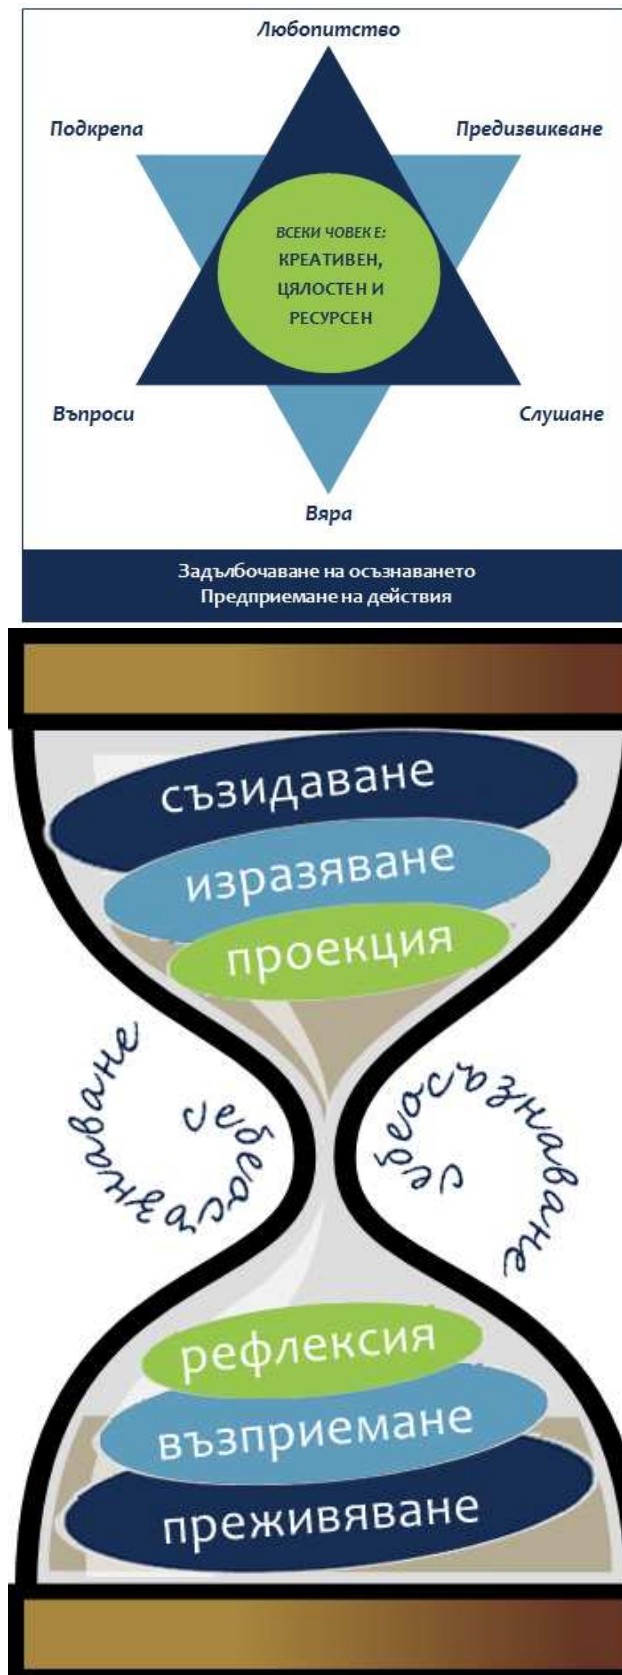 Любопитство
Подкрепа
Предизвикване
ВСЕКИ ЧОВЕК Е:
КРЕАТИВЕН,
ЦЯЛОСТЕН И
РЕСУРСЕН
Въпроси
Слушане
Вяра
Задълбочаване на осъзнаването
Предприемане на действия
съзидаване
изразяване
проекция
себеосъзнаване
себеосъзнаване
рефлексия
възприемане
преживяване